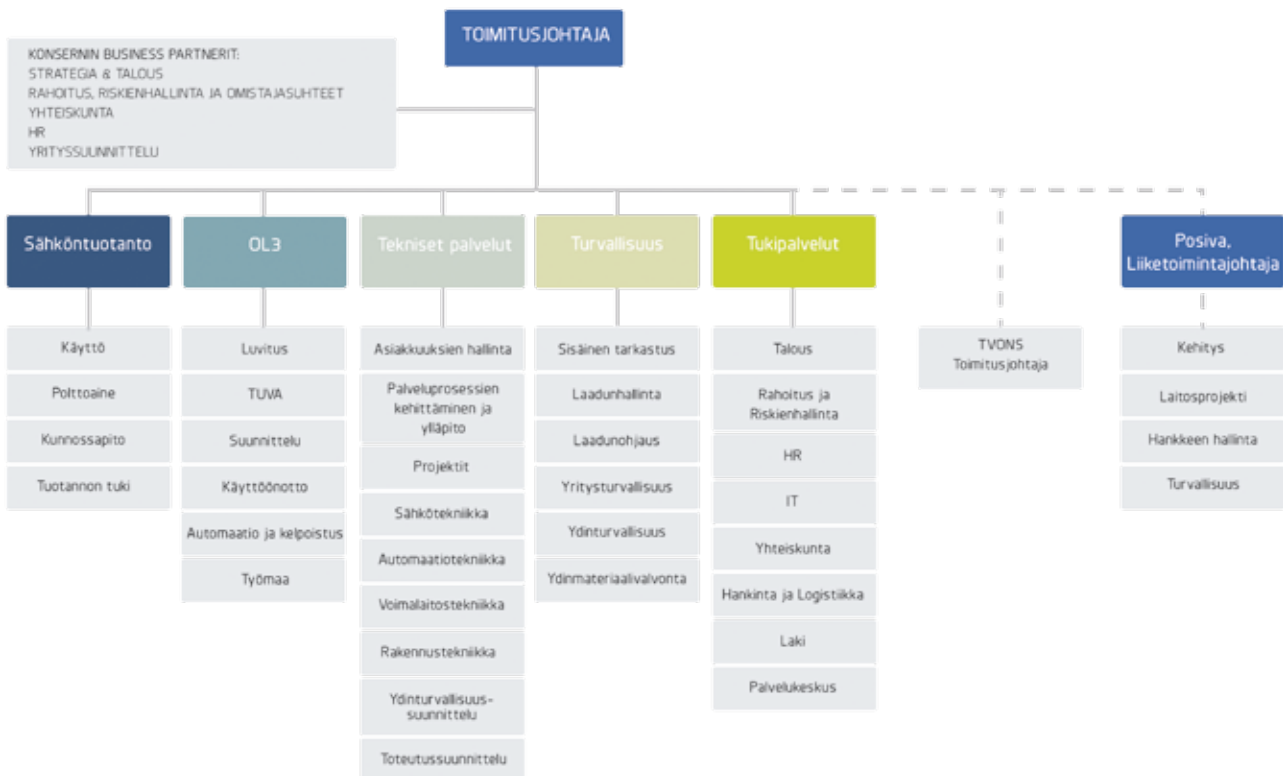 TOIMITUSJOHTAJA
KONSERNIN BUSINESS PARTNERIT:
STRATEGIA & TALOUS
RAHOITUS, RISKIENHALLINTA JA OMISTAJASUHTEET
YHTEISKUNTA
HR
YRITYSSUUNNITTELU
Sähköntuotanto
Käyttö
Polttoaine
Kunnossapito
Tuotannon tuki
OL3
Luvitus
TUVA
Suunnittelu
Käyttöönotto
Automaatio ja kelpoistus
Työmaa
Tekniset palvelut
Asiakkuuksien hallinta
Palveluprosessien
kehittäminen ja
ylläpito
Projektit
Sähkötekniikka
Automaatiotekniikka
Voimalaitostekniikka
Rakennustekniikka
Ydinturvallisuus-
suunnittelu
Toteutussuunnittelu
Turvallisuus
Sisäinen tarkastus
Laadunhallinta
Laadunohjaus
Yritysturvallisuus
Ydinturvallisuus
Ydinmateriaalivalvonta
Tukipalvelut
Talous
Rahoitus ja
Riskienhallinta
HR
IT
Yhteiskunta
Hankinta ja Logistiikka
Laki
Palvelukeskus
TVONS
Toimitusjohtaja
Posiva,
Liiketoimintajohtaja
Kehitys
Laitosprojekti
Hankkeen hallinta
Turvallisuus